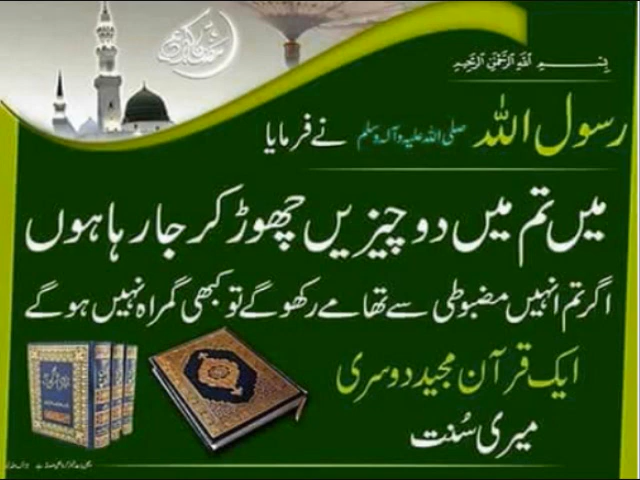 بِسْمِ اللّٰهِ الرَّحْمٰنِ الرَّحِيْمِ
رسول اللہ صلی اللہ علیہ وآلہ وسلم نے فرمایا
میں تم میں دو چیزیں چھوڑ کر جا رہا ہوں
اگر تم انہیں مضبوطی سے تھامے رکھو گے تو کبھی گمراہ نہیں ہو گے
ایک قرآن مجید دوسری
میری سُنت